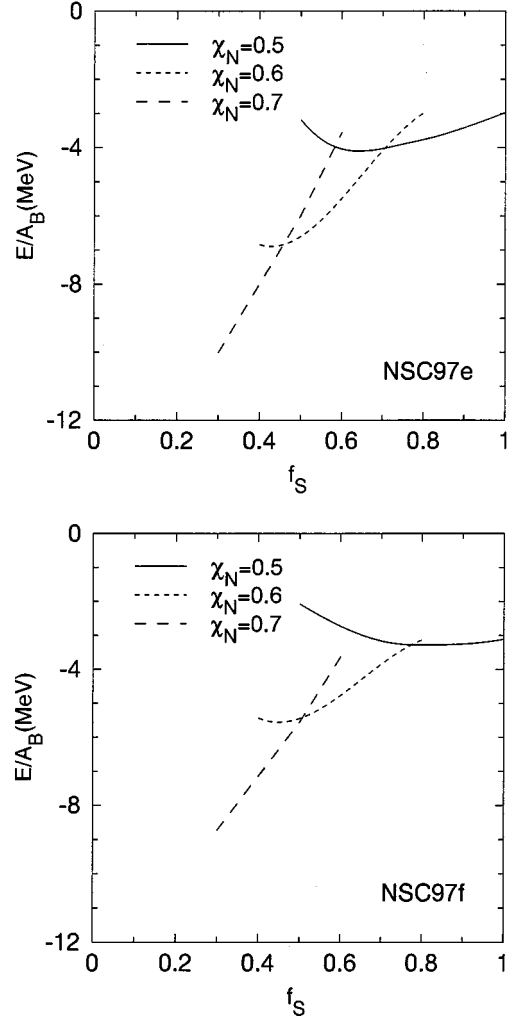 0
χN=0.5
χN=0.6
χN=0.7
-4
E/AB(MeV)
-8
NSC97e
-12
0 0.2 0.4 0.6 0.8 1
fS
0
χN=0.5
χN=0.6
χN=0.7
-4
E/AB(MeV)
-8
NSC97f
-12
0 0.2 0.4 0.6 0.8 1
fS